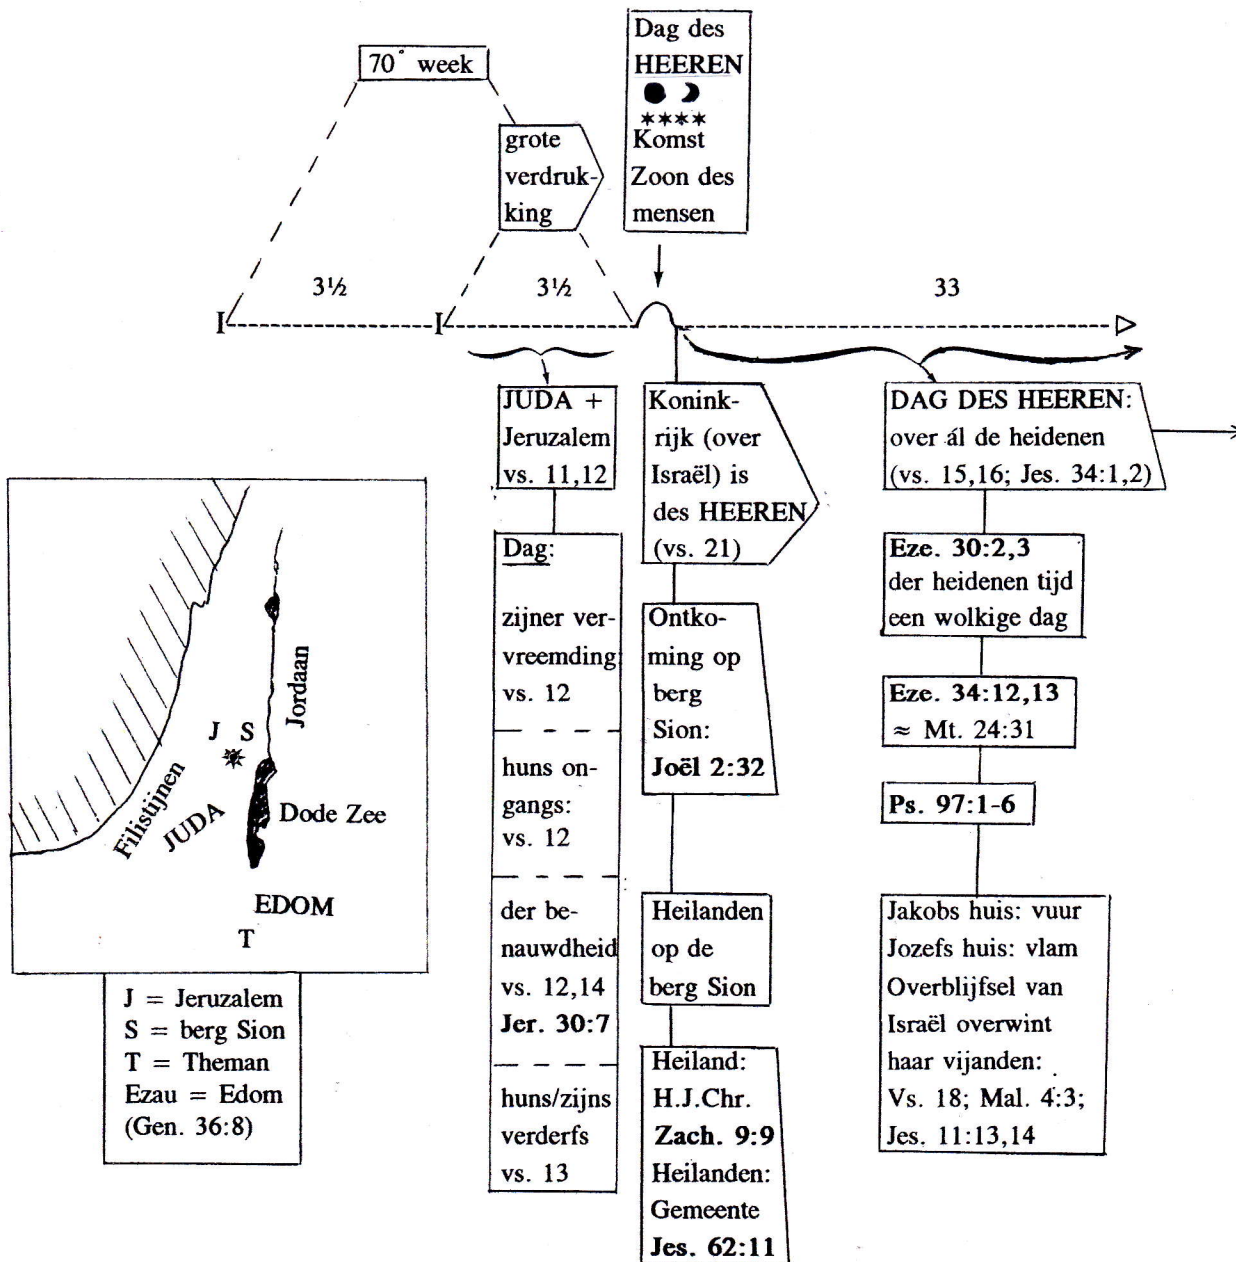 Dag des
HEEREN
****
Komst
Zoon des
mensen
70e week
grote
verdruk-
king
3½
3½
33
I
I
JUDA +
Jeruzalem
vs. 11,12
Dag:
zijner ver-
vreemding
vs. 12
huns on-
gangs:
vs. 12
der be-
nauwdheid
vs. 12,14
Jer. 30:7
huns/zijns
verderfs
vs. 13
Konink-
rijk (over
Israël) is
des HEEREN
(vs. 21)
Ontko-
ming op
berg
Sion:
Joël 2:32
Heilanden
op de
berg Sion
Heiland:
H.J.Chr.
Zach. 9:9
Heilanden:
Gemeente
Jes. 62:11
DAG DES HEEREN:
over ál de heidenen
(vs. 15,16; Jes. 34:1,2)
Eze. 30:2,3
der heidenen tijd
een wolkige dag
Eze. 34:12,13
≈ Mt. 24:31
Ps. 97:1-6
Jakobs huis: vuur
Jozefs huis: vlam
Overblijfsel van
Israël overwint
haar vijanden:
Vs. 18; Mal. 4:3;
Jes. 11:13,14
Jordaan
J S
Filistijnen
JUDA
Dode Zee
EDOM
T
J = Jeruzalem
S = berg Sion
T = Theman
Ezau = Edom
(Gen. 36:8)